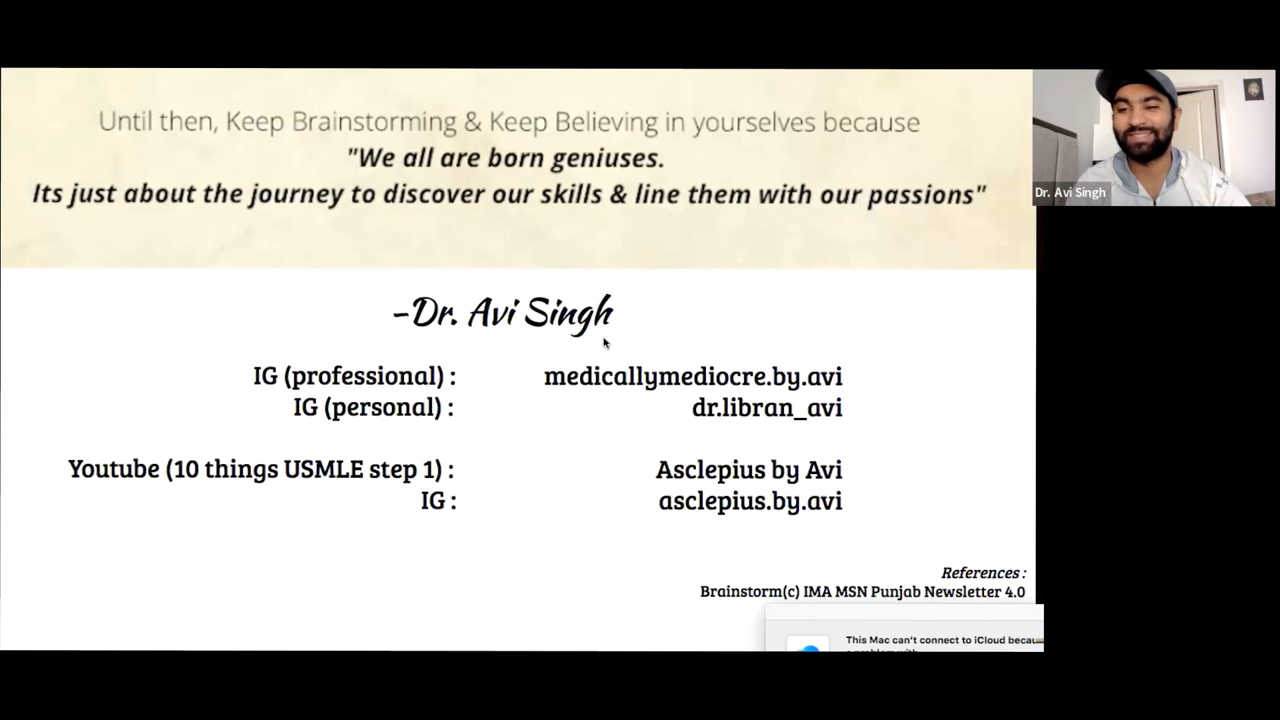 Until then, Keep Brainstorming & Keep Believing in yourselves because
"We all are born geniuses.
Its just about the journey to discover our skills & line them with our passions"
Dr. Avi Singh
-Dr. Avi Singh
IG (professional) : medicallymediocre.by.avi
IG (personal) : dr.libran_avi
Youtube (10 things USMLE step 1) : Asclepius by Avi
IG : asclepius.by.avi
References :
Brainstorm(c) IMA MSN Punjab Newsletter 4.0
This Mac can't connect to iCloud